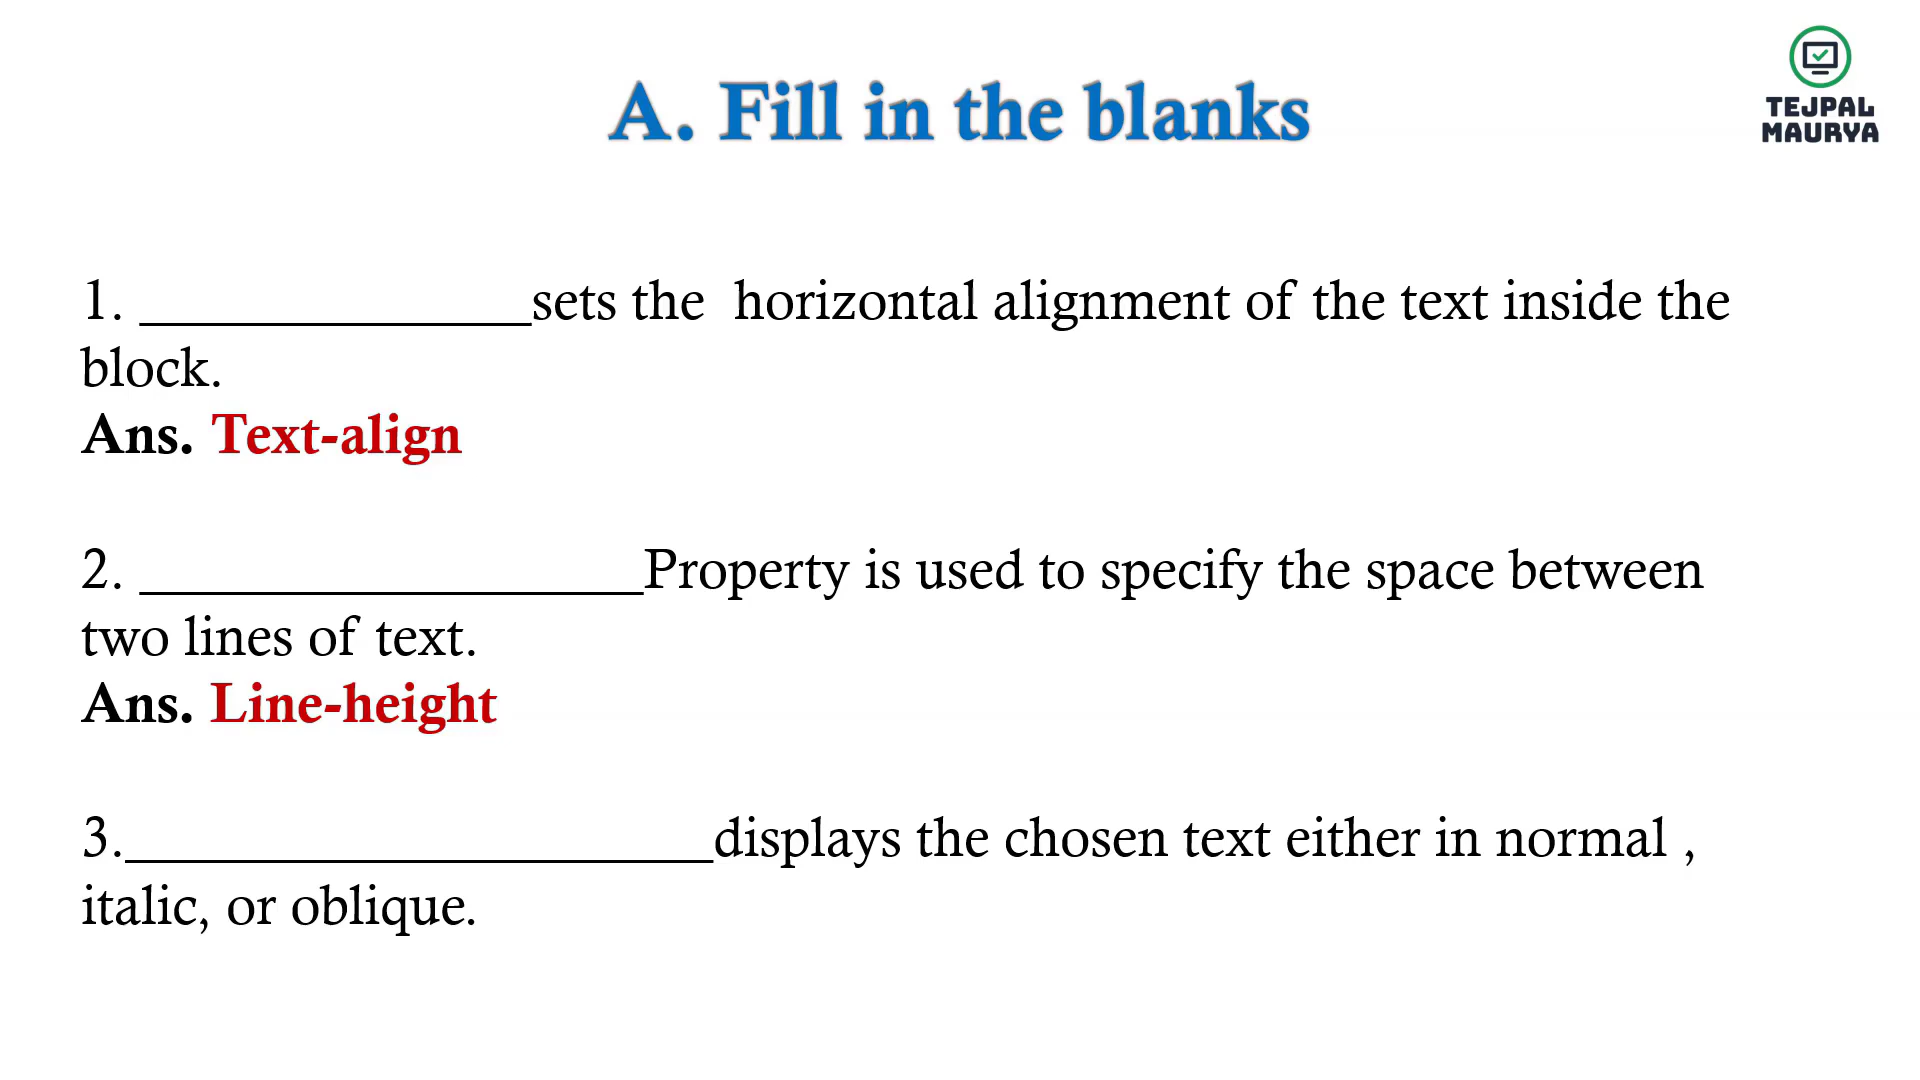 A. Fill in the blanks
TEJPAL
MAURYA
1. ______________sets the  horizontal alignment of the text inside the
block.
Ans. Text-align
2. __________________Property is used to specify the space between
two lines of text.
Ans. Line-height
3._____________________displays the chosen text either in normal ,
italic, or oblique.